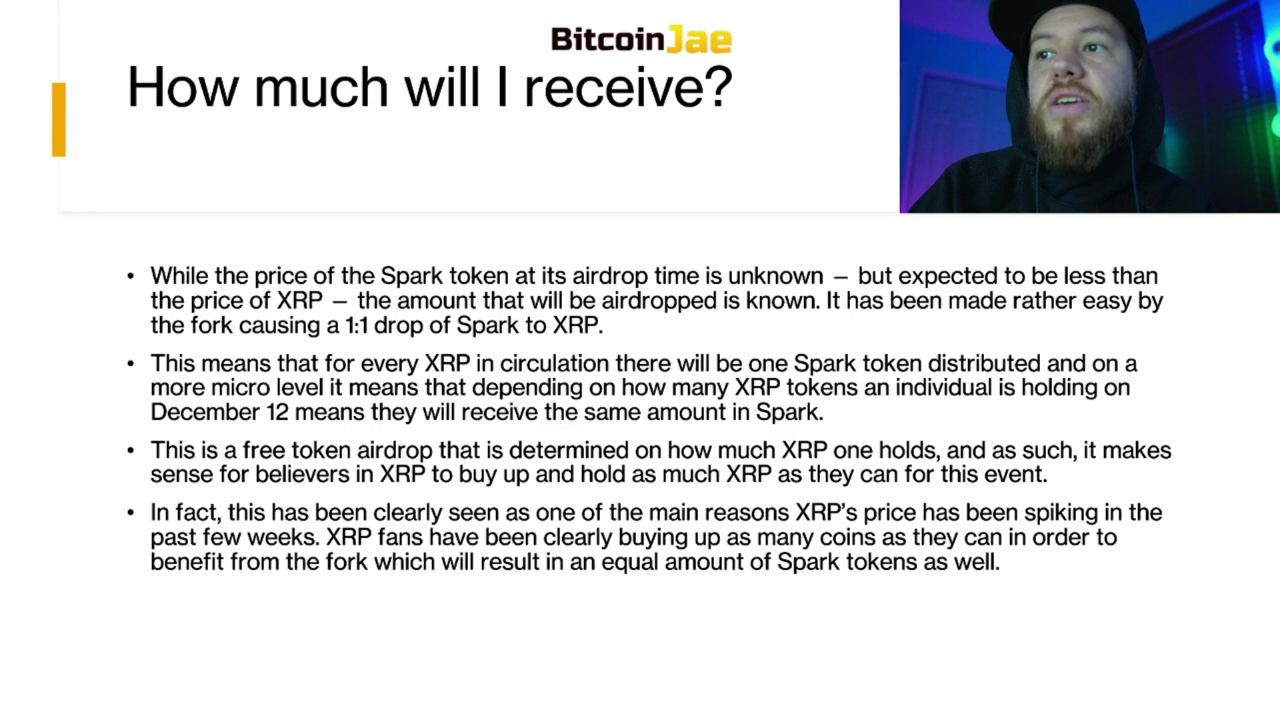 BitcoinJae
How much will I receive?
• While the price of the Spark token at its airdrop time is unknown – but expected to be less than
the price of XRP – the amount that will be airdropped is known. It has been made rather easy by
the fork causing a 1:1 drop of Spark to XRP.
• This means that for every XRP in circulation there will be one Spark token distributed and on a
more micro level it means that depending on how many XRP tokens an individual is holding on
December 12 means they will receive the same amount in Spark.
• This is a free token airdrop that is determined on how much XRP one holds, and as such, it makes
sense for believers in XRP to buy up and hold as much XRP as they can for this event.
• In fact, this has been clearly seen as one of the main reasons XRP’s price has been spiking in the
past few weeks. XRP fans have been clearly buying up as many coins as they can in order to
benefit from the fork which will result in an equal amount of Spark tokens as well.